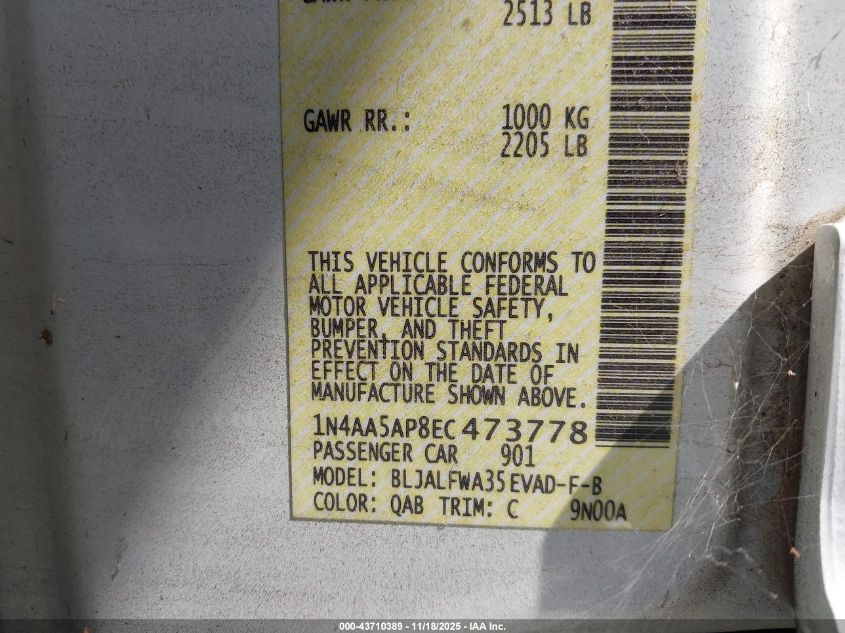 2513 LB
GAWR RR.: 1000 KG
2205 LB
THIS VEHICLE CONFORMS TO
ALL APPLICABLE FEDERAL
MOTOR VEHICLE SAFETY,
BUMPER, AND THEFT
PREVENTION STANDARDS IN
EFFECT ON THE DATE OF
MANUFACTURE SHOWN ABOVE.
1N4AA5AP8EC473778
PASSENGER CAR 901
MODEL: BLJALFWA35EVAD-F-B
COLOR: QAB TRIM: C 9N00A
000-43710389 - 11/18/2025 - IAA Inc.